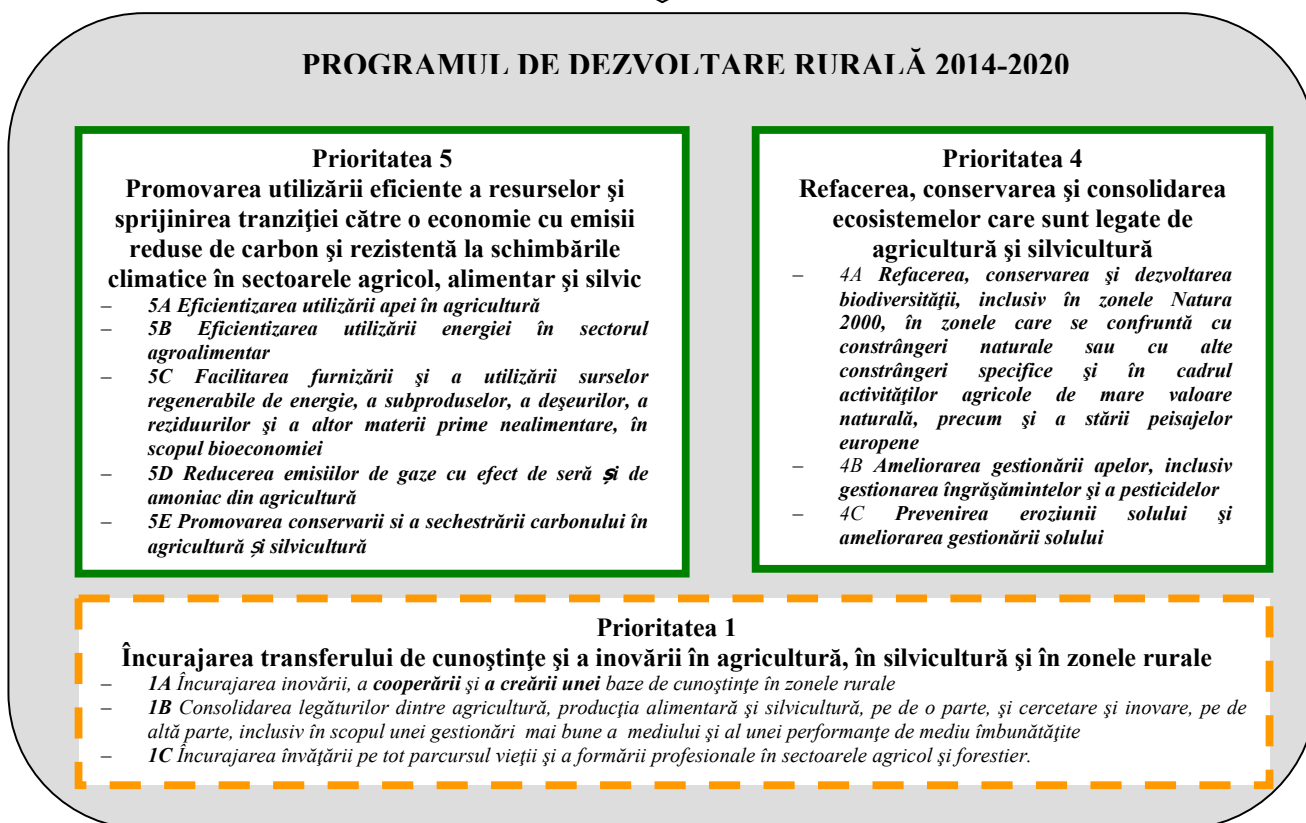 PROGRAMUL DE DEZVOLTARE RURALĂ 2014-2020
Prioritatea 5
Promovarea utilizării eficiente a resurselor şi
sprijinirea tranziţiei către o economie cu emisii
reduse de carbon şi rezistentă la schimbările
climatice în sectoarele agricol, alimentar şi silvic
– 5A Eficientizarea utilizării apei în agricultură
– 5B Eficientizarea utilizării energiei în sectorul
agroalimentar
– 5C Facilitarea furnizării şi a utilizării surselor
regenerabile de energie, a subproduselor, a deşeurilor, a
reziduurilor şi a altor materii prime nealimentare, în
scopul bioeconomiei
– 5D Reducerea emisiilor de gaze cu efect de seră și de
amoniac din agricultură
– 5E Promovarea conservarii si a sechestrării carbonului în
agricultură și silvicultură
Prioritatea 4
Refacerea, conservarea şi consolidarea
ecosistemelor care sunt legate de
agricultură şi silvicultură
– 4A Refacerea, conservarea şi dezvoltarea
biodiversităţii, inclusiv în zonele Natura
2000, în zonele care se confruntă cu
constrângeri naturale sau cu alte
constrângeri specifice şi în cadrul
activităţilor agricole de mare valoare
naturală, precum şi a stării peisajelor
europene
– 4B Ameliorarea gestionării apelor, inclusiv
gestionarea îngrăşămintelor şi a pesticidelor
– 4C Prevenirea eroziunii solului şi
ameliorarea gestionării solului
Prioritatea 1
Încurajarea transferului de cunoştinţe şi a inovării în agricultură, în silvicultură şi în zonele rurale
– 1A Încurajarea inovării, a cooperării şi a creării unei baze de cunoştinţe în zonele rurale
– 1B Consolidarea legăturilor dintre agricultură, producţia alimentară şi silvicultură, pe de o parte, şi cercetare şi inovare, pe de
altă parte, inclusiv în scopul unei gestionări mai bune a mediului şi al unei performanţe de mediu îmbunătăţite
– 1C Încurajarea învăţării pe tot parcursul vieţii şi a formării profesionale în sectoarele agricol şi forestier.